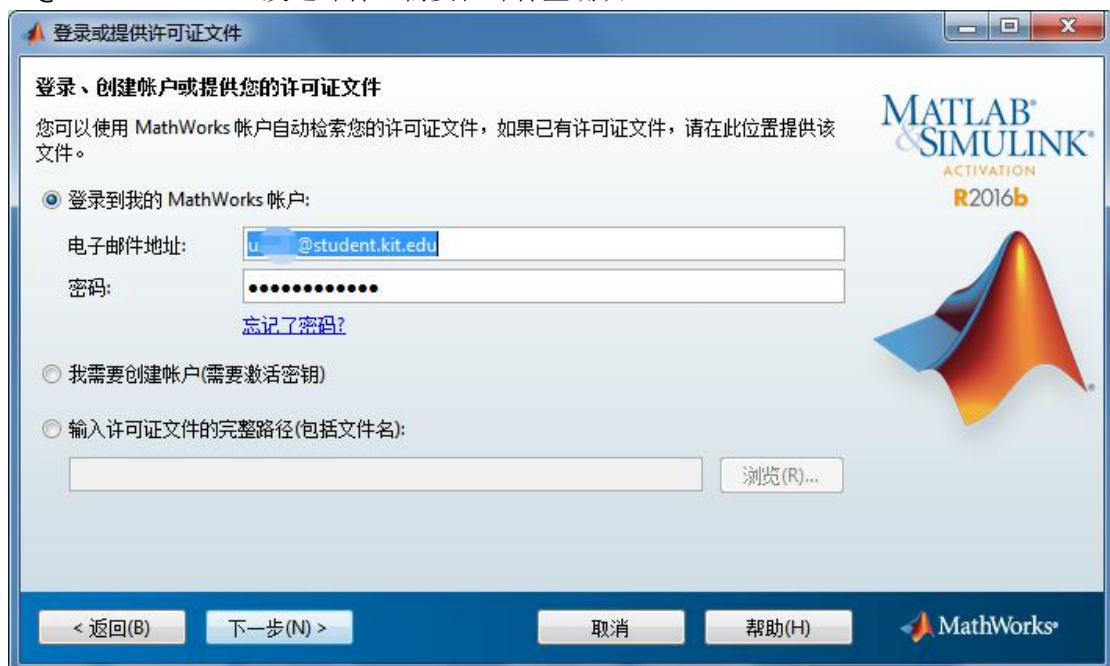 登录或提供许可证文件
登录、创建帐户或提供您的许可证文件
您可以使用 MathWorks 帐户自动检索您的许可证文件，如果已有许可证文件，请在此位置提供该
文件。
登录到我的 MathWorks 帐户:
电子邮件地址:
u @student.kit.edu
密码:
忘记了密码?
我需要创建帐户(需要激活密钥)
输入许可证文件的完整路径(包括文件名):
浏览(R)...
MATLAB®
&SIMULINK®
ACTIVATION
R2016b
< 返回(B)
下一步(N) >
取消
帮助(H)
MathWorks®